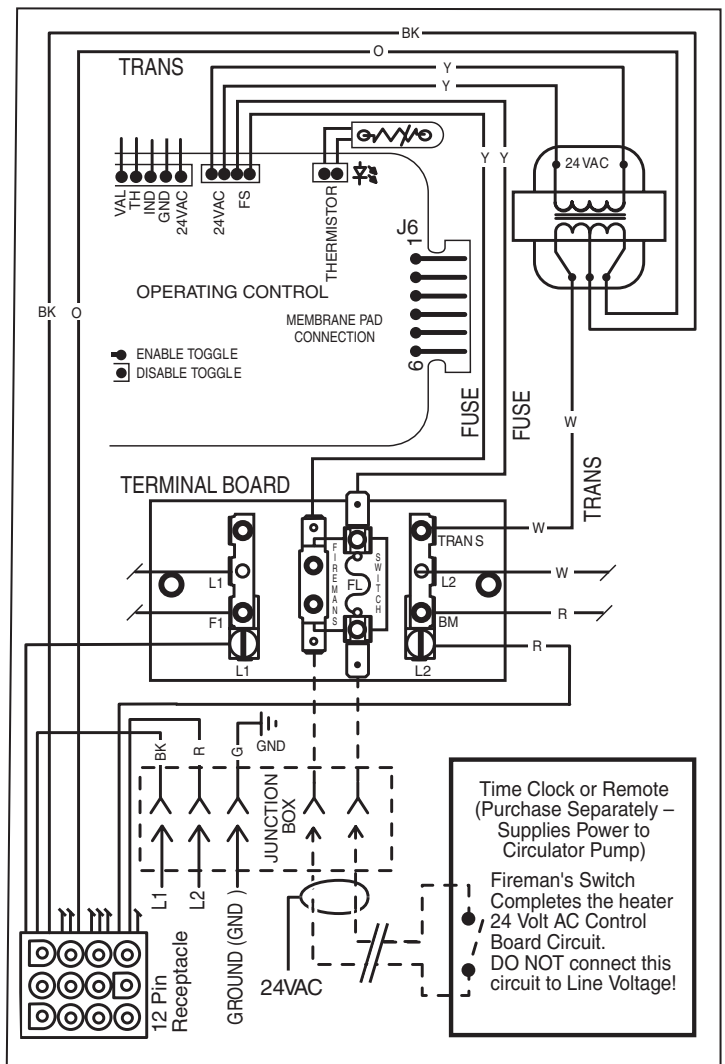 BK
O
TRANS
Y
Y
Y Y
24VAC
VAL
TH
IND
GND
24VAC
24VAC
FS
THERMISTOR
J6
1
OPERATING CONTROL
BK O
MEMBRANE PAD
CONNECTION
ENABLE TOGGLE
DISABLE TOGGLE
6
FUSE
FUSE
W
TRANS
TERMINAL BOARD
TRANS
W
FIREMANS
SWITCH
FL
L1
L2
W
F1
BM
R
L1
L2
R
BK
R
G
GND
JUNCTION
BOX
L1
L2
GROUND (GND )
24VAC
12 Pin
Receptacle
Time Clock or Remote
(Purchase Separately –
Supplies Power to
Circulator Pump)
Fireman's Switch
Completes the heater
24 Volt AC Control
Board Circuit.
DO NOT connect this
circuit to Line Voltage!